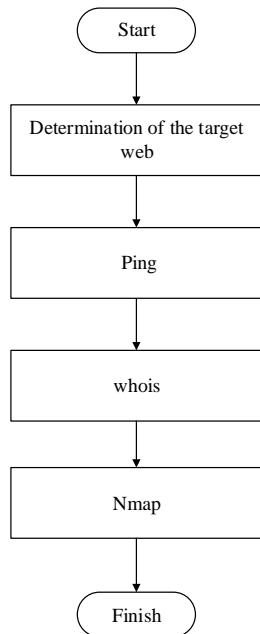 Start
Determination of the target
web
Ping
whois
Nmap
Finish